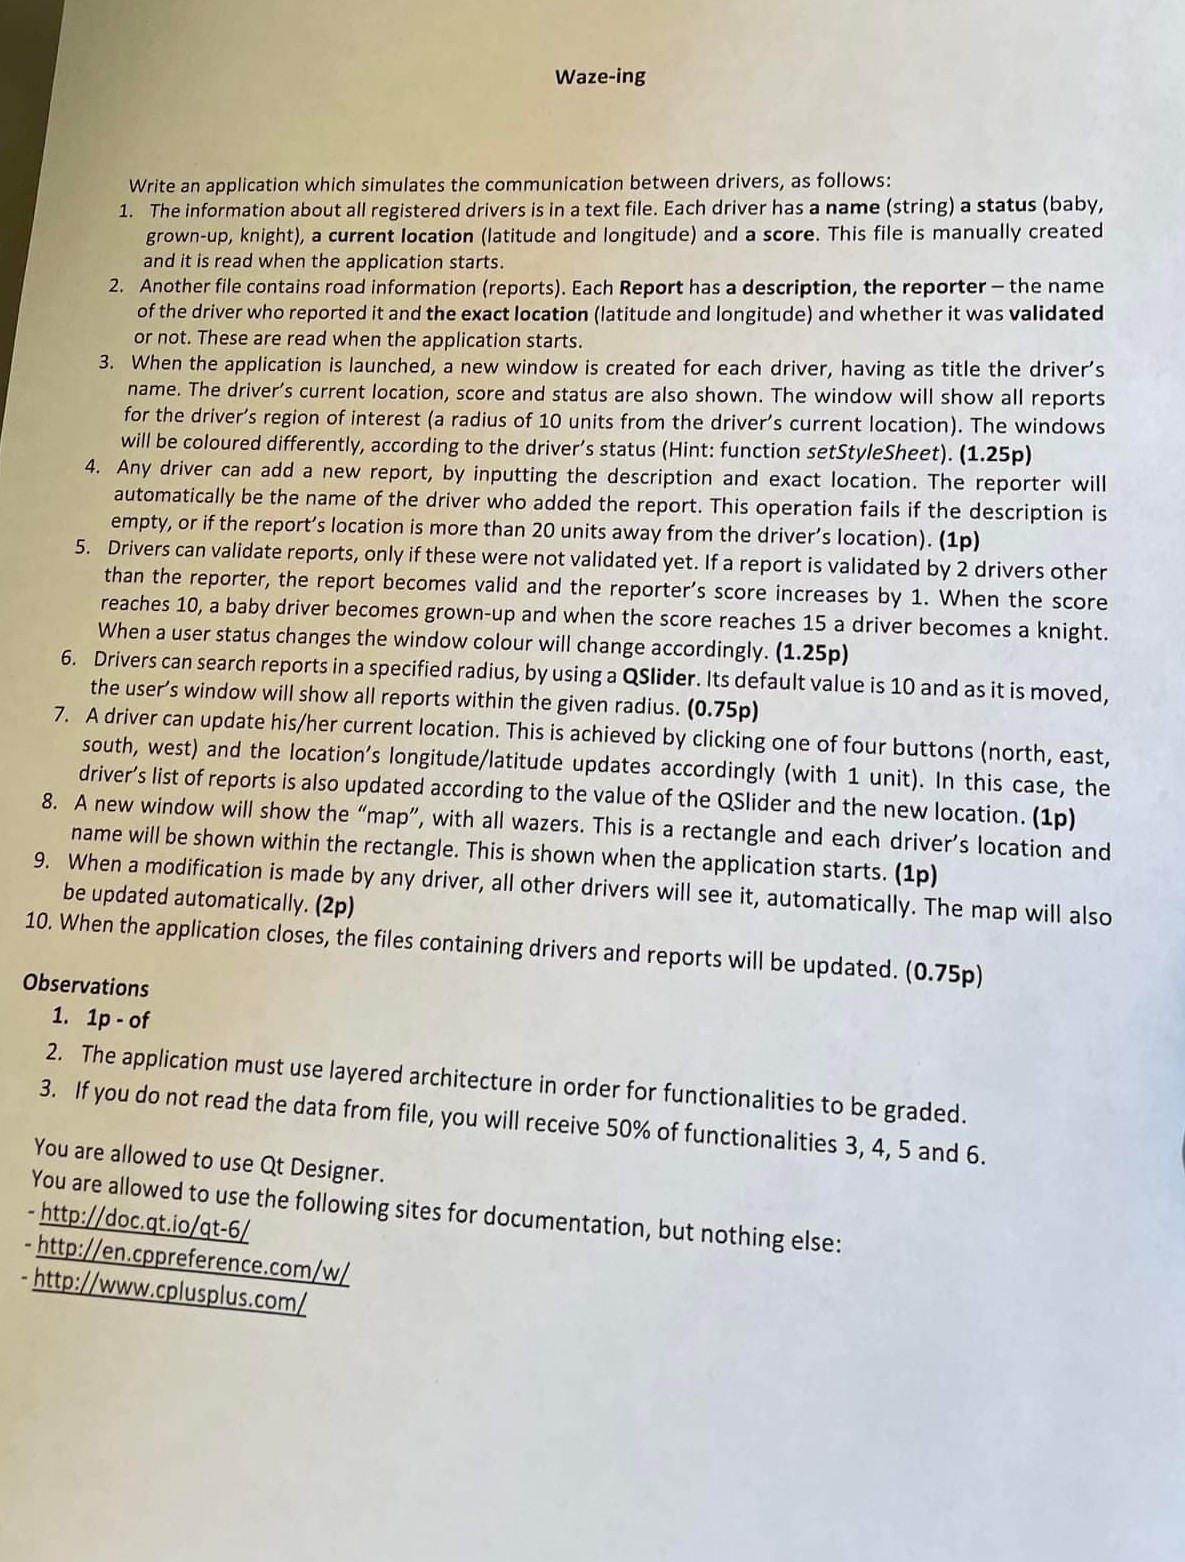 Waze-ing
Write an application which simulates the communication between drivers, as follows:
1. The information about all registered drivers is in a text file. Each driver has a name (string) a status (baby,
grown-up, knight), a current location (latitude and longitude) and a score. This file is manually created
and it is read when the application starts.
2. Another file contains road information (reports). Each Report has a description, the reporter – the name
of the driver who reported it and the exact location (latitude and longitude) and whether it was validated
or not. These are read when the application starts.
3. When the application is launched, a new window is created for each driver, having as title the driver's
name. The driver's current location, score and status are also shown. The window will show all reports
for the driver's region of interest (a radius of 10 units from the driver's current location). The windows
will be coloured differently, according to the driver's status (Hint: function setStyleSheet). (1.25p)
4. Any driver can add a new report, by inputting the description and exact location. The reporter will
automatically be the name of the driver who added the report. This operation fails if the description is
empty, or if the report's location is more than 20 units away from the driver's location). (1p)
5. Drivers can validate reports, only if these were not validated yet. If a report is validated by 2 drivers other
than the reporter, the report becomes valid and the reporter's score increases by 1. When the score
reaches 10, a baby driver becomes grown-up and when the score reaches 15 a driver becomes a knight.
When a user status changes the window colour will change accordingly. (1.25p)
6. Drivers can search reports in a specified radius, by using a QSlider. Its default value is 10 and as it is moved,
the user's window will show all reports within the given radius. (0.75p)
7. A driver can update his/her current location. This is achieved by clicking one of four buttons (north, east,
south, west) and the location's longitude/latitude updates accordingly (with 1 unit). In this case, the
driver's list of reports is also updated according to the value of the QSlider and the new location. (1p)
8. A new window will show the "map", with all wazers. This is a rectangle and each driver's location and
name will be shown within the rectangle. This is shown when the application starts. (1p)
9. When a modification is made by any driver, all other drivers will see it, automatically. The map will also
be updated automatically. (2p)
10. When the application closes, the files containing drivers and reports will be updated. (0.75p)
Observations
1. 1p - of
2. The application must use layered architecture in order for functionalities to be graded.
3. If you do not read the data from file, you will receive 50% of functionalities 3, 4, 5 and 6.
You are allowed to use Qt Designer.
You are allowed to use the following sites for documentation, but nothing else:
- http://doc.qt.io/qt-6/
- http://en.cppreference.com/w/
- http://www.cplusplus.com/